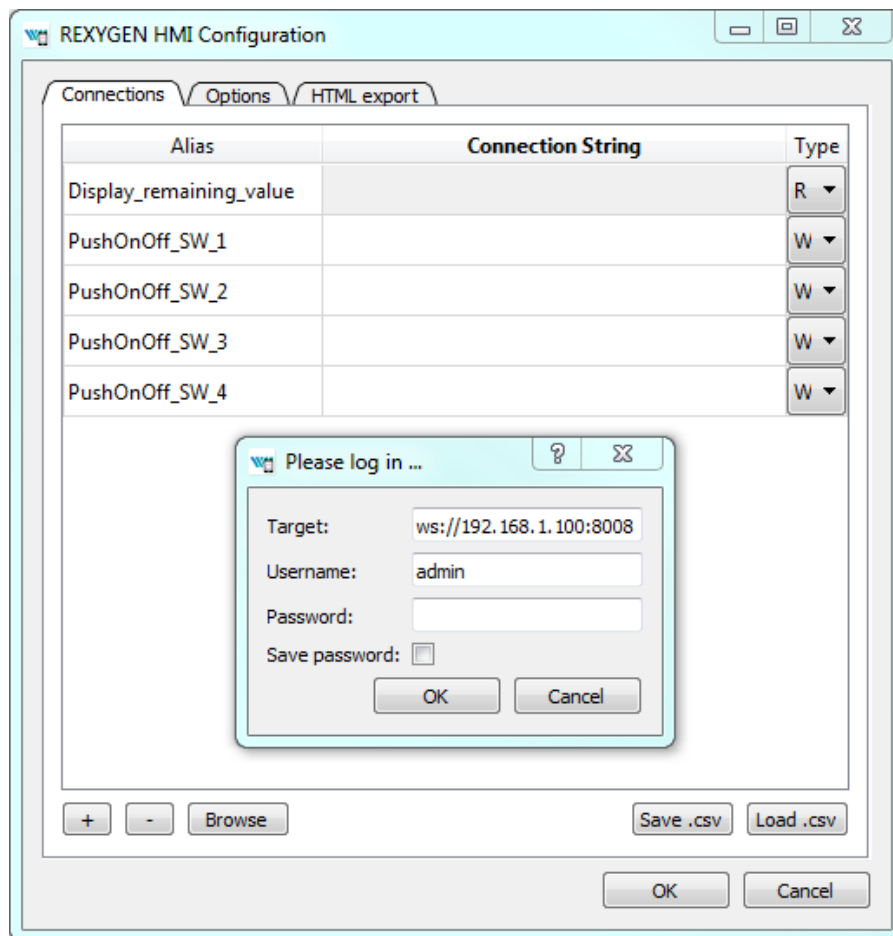 REXYGEN HMI Configuration
Connections Options HTML export
Alias Connection String Type
Display_remaining_value R
PushOnOff_SW_1 W
PushOnOff_SW_2 W
PushOnOff_SW_3 W
PushOnOff_SW_4 W
Please log in ... ?
Target: ws://192.168.1.100:8008
Username: admin
Password:
Save password:
OK Cancel
+ - Browse Save .csv Load .csv
OK Cancel